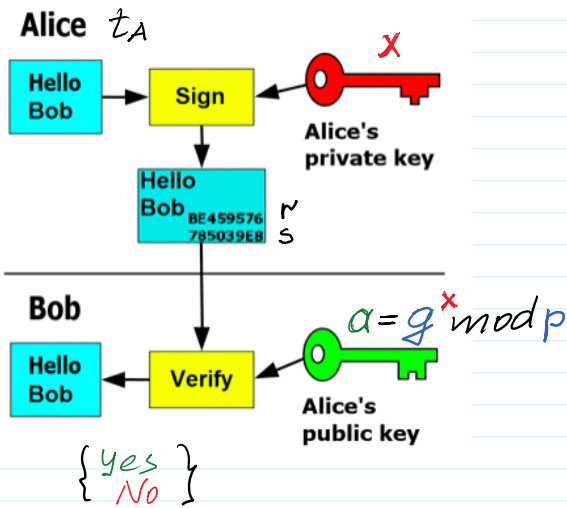 Alice t_A
x
Hello
Bob
Sign
Alice's
private key
Hello
Bob BE459576 r
785039E8 s
Bob
a = g^x mod p
Hello
Bob
Verify
Alice's
public key
{ Yes }
No